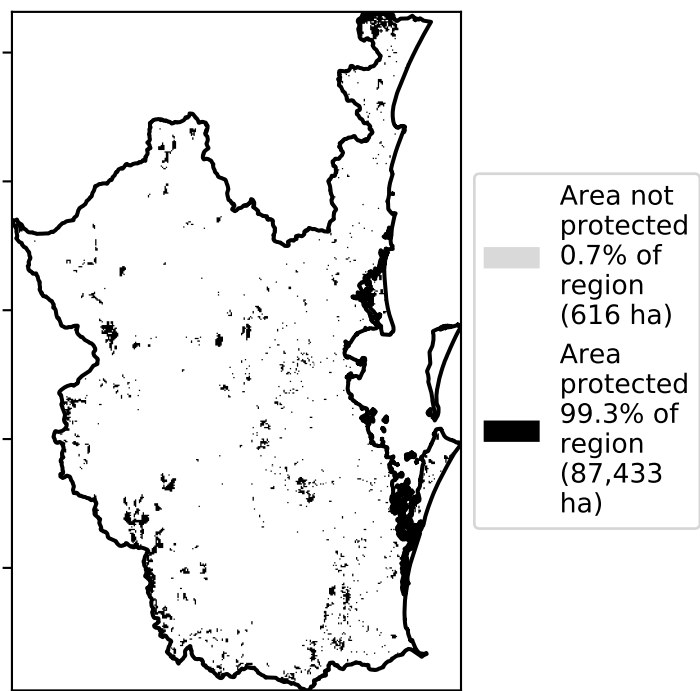 Area not
protected
0.7% of
region
(616 ha)
Area
protected
99.3% of
region
(87,433
ha)